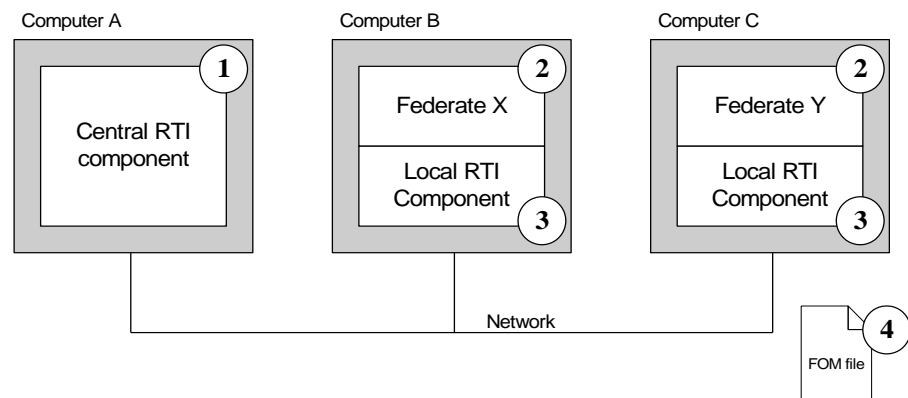 Computer A
Computer B
Computer C
1
2
2
Central RTI
component
Federate X
Local RTI
Component
Federate Y
Local RTI
Component
3
3
Network
4
FOM file